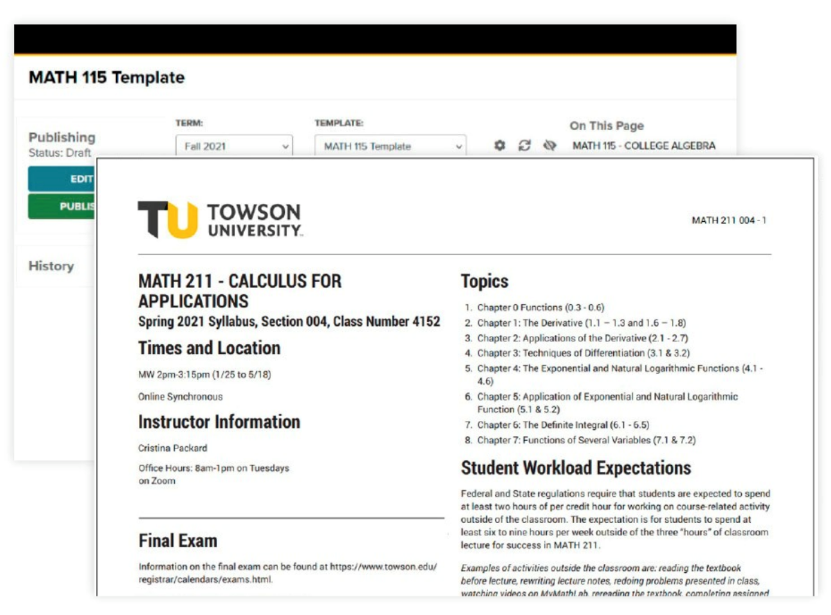 MATH 115 Template
Publishing
Status: Draft
TERM:
Fall 2021
TEMPLATE:
MATH 115 Template
On This Page
MATH 115 - COLLEGE ALGEBRA
EDIT
History
TU TOWSON
UNIVERSITY
MATH 211 004 - 1
MATH 211 - CALCULUS FOR
APPLICATIONS
Spring 2021 Syllabus, Section 004, Class Number 4152
Times and Location
MW 2pm-3:15pm (1/25 to 5/18)
Online Synchronous
Instructor Information
Cristina Packard
Office Hours: 8am-1pm on Tuesdays
on Zoom
Final Exam
Information on the final exam can be found at https://www.towson.edu/
registrar/calendars/exams.html.
Topics
1. Chapter 0 Functions (0.3 - 0.6)
2. Chapter 1: The Derivative (1.1 – 1.3 and 1.6 – 1.8)
3. Chapter 2: Applications of the Derivative (2.1 - 2.7)
4. Chapter 3: Techniques of Differentiation (3.1 & 3.2)
5. Chapter 4: The Exponential and Natural Logarithmic Functions (4.1 -
4.6)
6. Chapter 5: Application of Exponential and Natural Logarithmic
Function (5.1 & 5.2)
7. Chapter 6: The Definite Integral (6.1 - 6.5)
8. Chapter 7: Functions of Several Variables (7.1 & 7.2)
Student Workload Expectations
Federal and State regulations require that students are expected to spend
at least two hours of per credit hour for working on course-related activity
outside of the classroom. The expectation is for students to spend at
least six to nine hours per week outside of the three "hours" of classroom
lecture for success in MATH 211.
Examples of activities outside the classroom are: reading the textbook
before lecture, rewriting lecture notes, redoing problems presented in class,
watching videos on MyMathLab, rereading the textbook, completing assigned